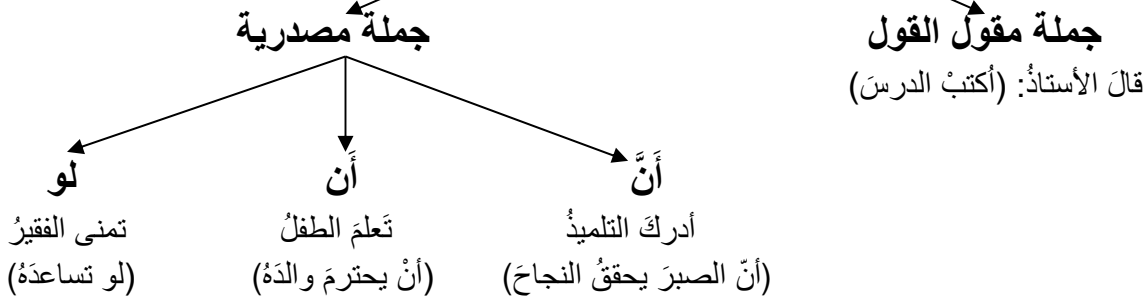 جملة مقول القول
قالَ الأستاذُ: (اُكتبْ الدرسَ)
جملة مصدرية
أَنَّ
أدركَ التلميذُ
(أنّ الصبرَ يحققُ النجاحَ)
أَن
تَعلمَ الطفلُ
(أنْ يحترمَ والدَهُ)
لو
تمنى الفقيرُ
(لو تساعدَهُ)